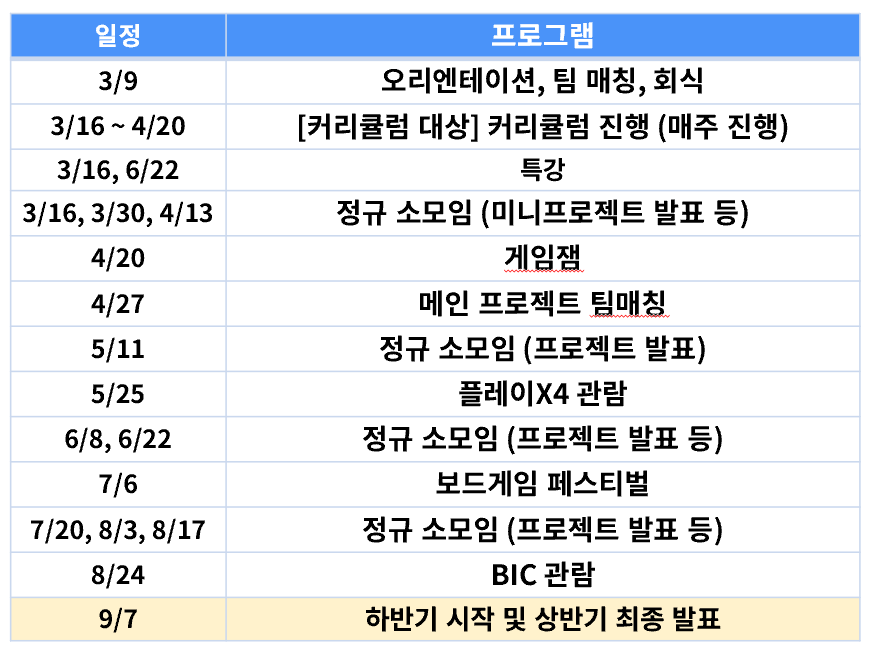 일정 프로그램
3/9 오리엔테이션, 팀 매칭, 회식
3/16 ~ 4/20 [커리큘럼 대상] 커리큘럼 진행 (매주 진행)
3/16, 6/22 특강
3/16, 3/30, 4/13 정규 소모임 (미니프로젝트 발표 등)
4/20 게임잼
4/27 메인 프로젝트 팀매칭
5/11 정규 소모임 (프로젝트 발표)
5/25 플레이X4 관람
6/8, 6/22 정규 소모임 (프로젝트 발표 등)
7/6 보드게임 페스티벌
7/20, 8/3, 8/17 정규 소모임 (프로젝트 발표 등)
8/24 BIC 관람
9/7 하반기 시작 및 상반기 최종 발표